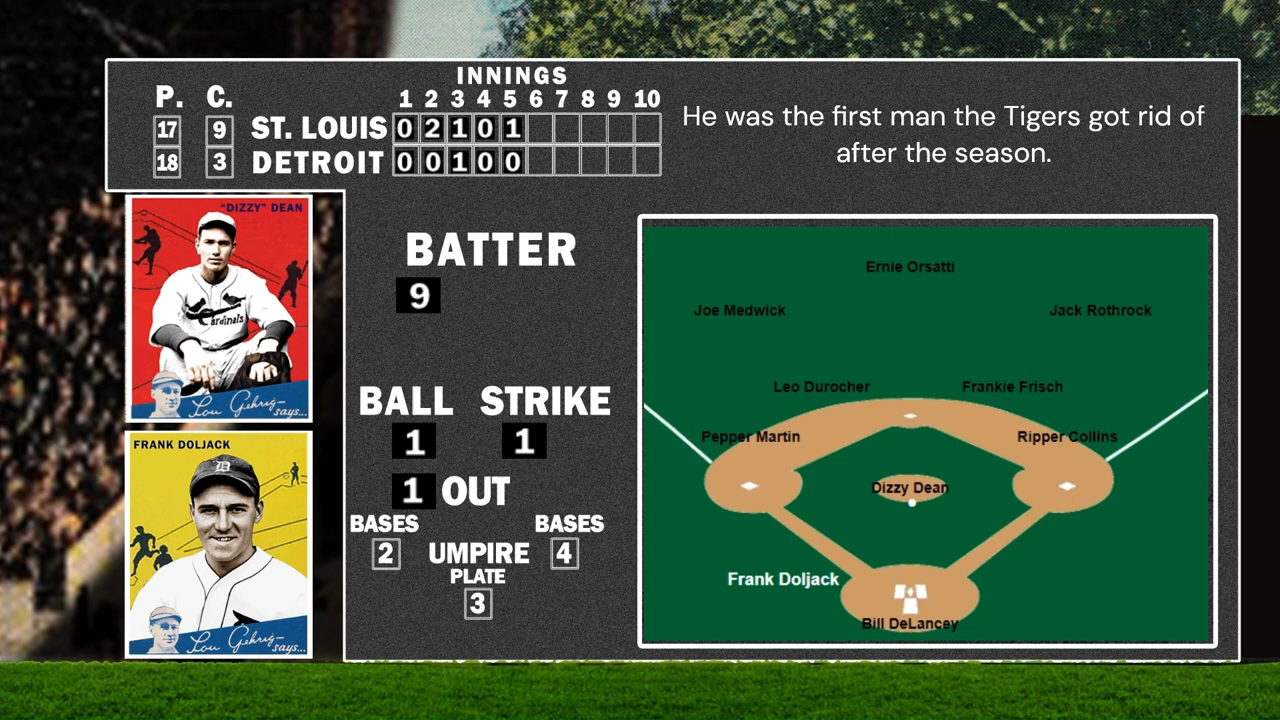 INNINGS
P. C. 1 2 3 4 5 6 7 8 9 10
17 9 ST. LOUIS 0 2 1 0 1
18 3 DETROIT 0 0 1 0 0
He was the first man the Tigers got rid of
after the season.
"DIZZY" DEAN
Cardinals
Lou Gehrig
says...
FRANK DOLJACK
D
Lou Gehrig
says...
BATTER
9
BALL STRIKE
1 1
1 OUT
BASES BASES
2 UMPIRE 4
PLATE
3
Ernie Orsatti
Joe Medwick Jack Rothrock
Leo Durocher Frankie Frisch
Pepper Martin Ripper Collins
Dizzy Dean
Frank Doljack
Bill DeLancey